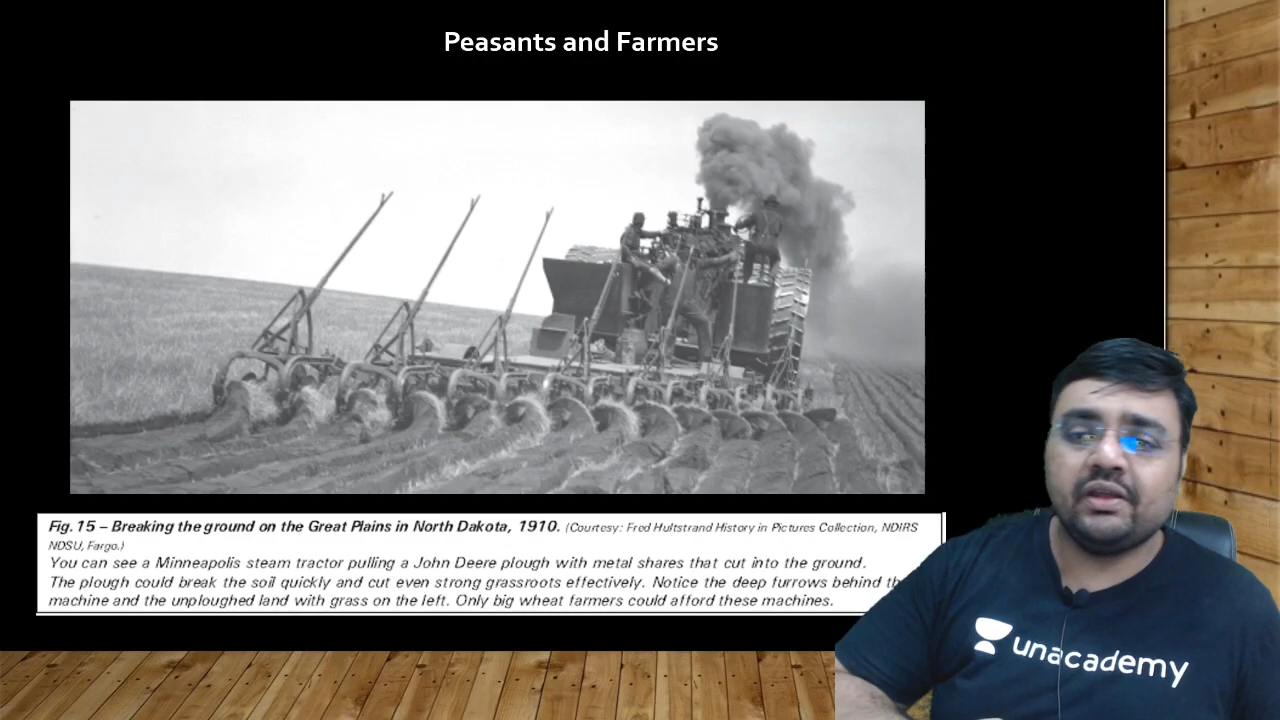 Peasants and Farmers
Fig. 15 – Breaking the ground on the Great Plains in North Dakota, 1910. (Courtesy: Fred Hultstrand History in Pictures Collection, NDIRS
NDSU, Fargo.)
You can see a Minneapolis steam tractor pulling a John Deere plough with metal shares that cut into the ground.
The plough could break the soil quickly and cut even strong grassroots effectively. Notice the deep furrows behind
machine and the unploughed land with grass on the left. Only big wheat farmers could afford these machines.
unacademy